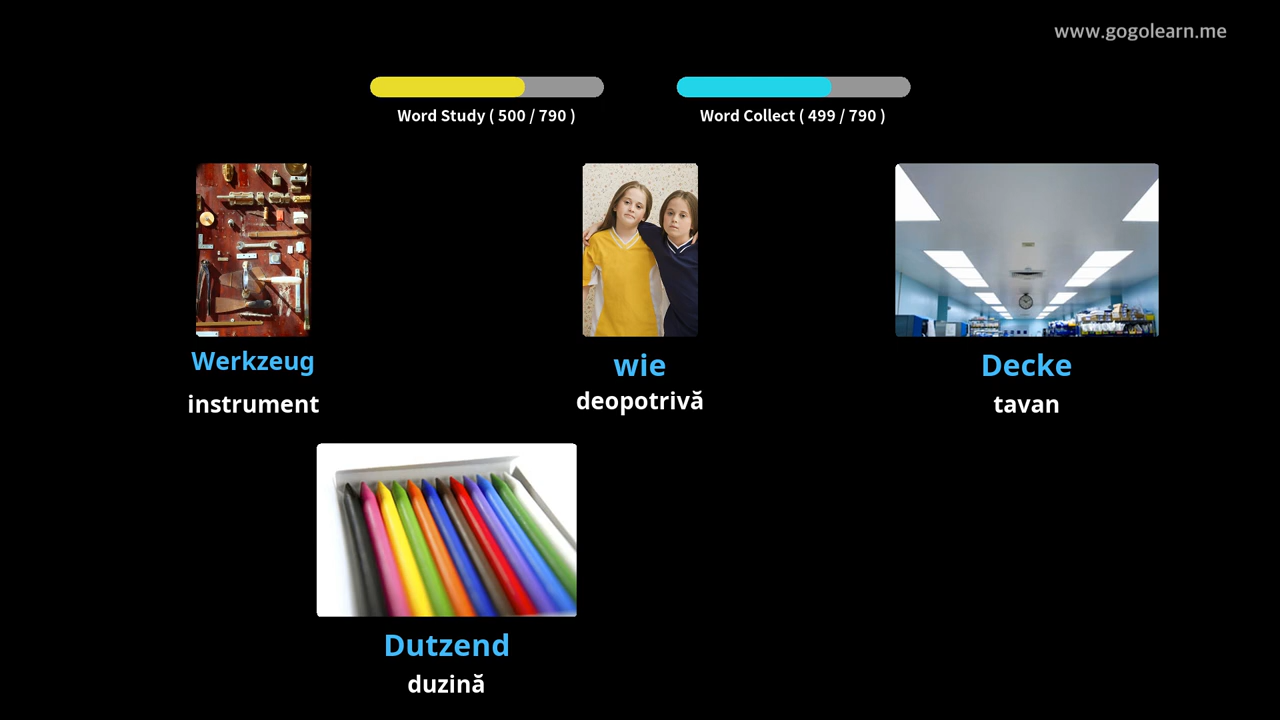 www.gogolearn.me
Word Study ( 500 / 790 )
Word Collect ( 499 / 790 )
Werkzeug
instrument
wie
deopotrivă
Decke
tavan
Dutzend
duzină